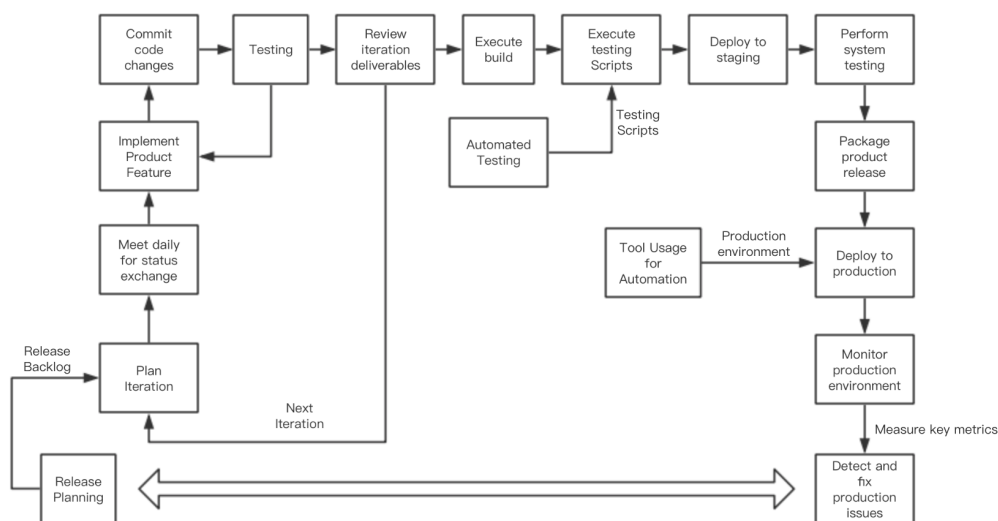 Commit
code
changes
Testing
Review
iteration
deliverables
Execute
build
Execute
testing
Scripts
Deploy to
staging
Perform
system
testing
Implement
Product
Feature
Automated
Testing
Testing
Scripts
Package
product
release
Meet daily
for status
exchange
Tool Usage
for
Automation
Production
environment
Deploy to
production
Release
Backlog
Plan
Iteration
Next
Iteration
Monitor
production
environment
Measure key metrics
Release
Planning
Detect and
fix
production
issues